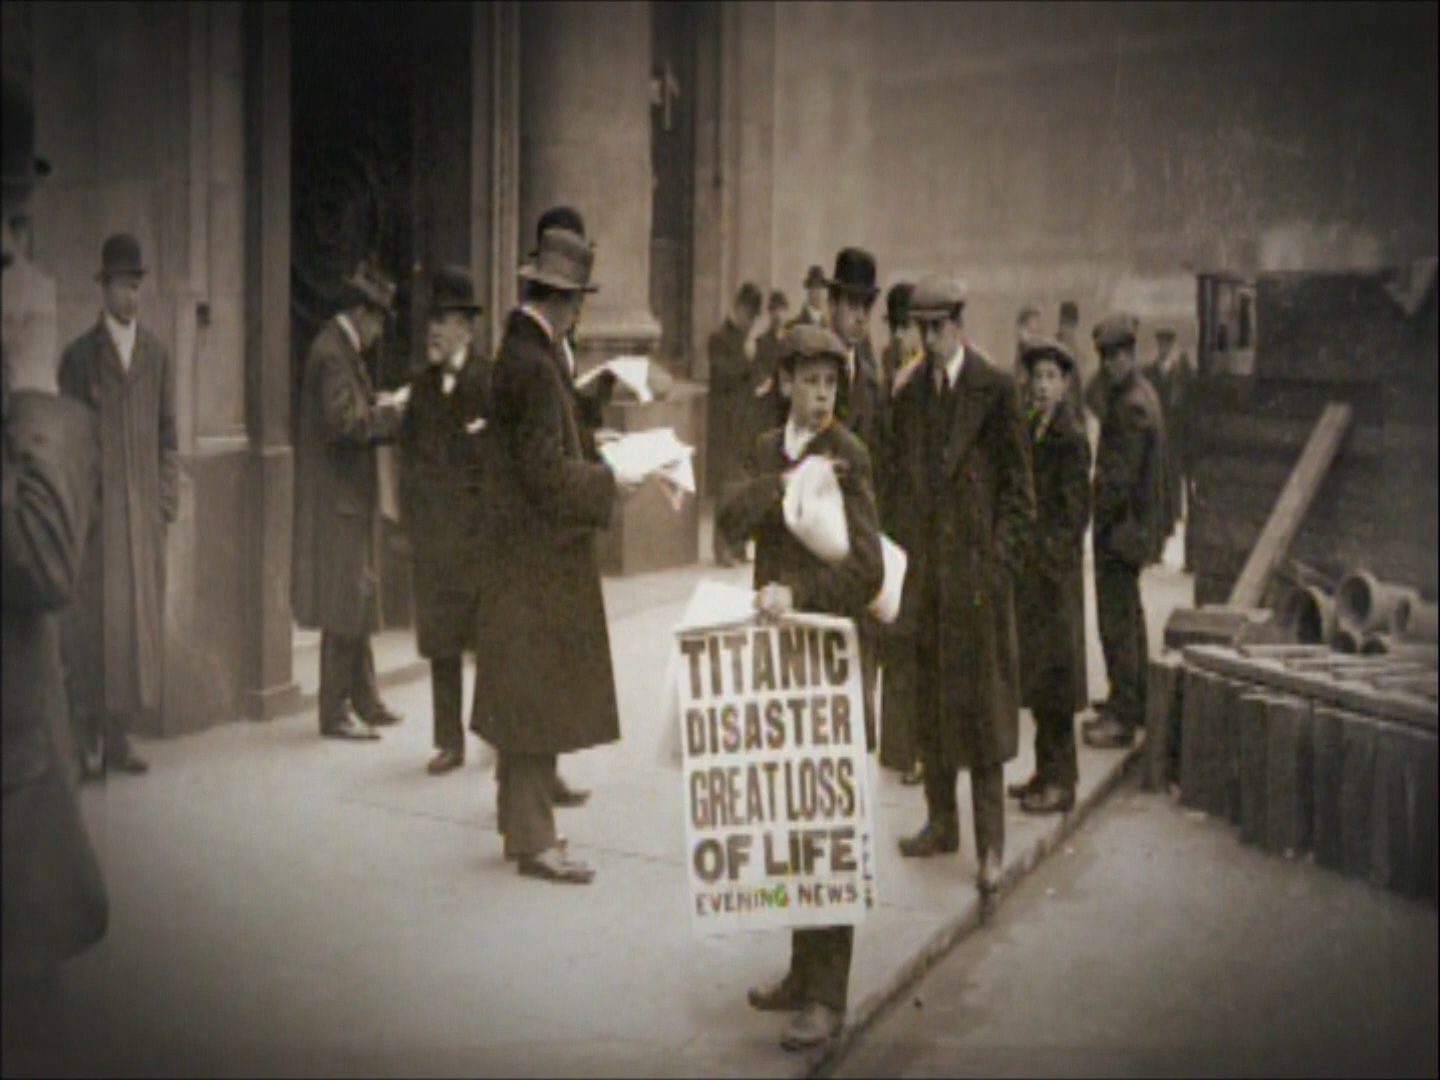 TITANIC
DISASTER
GREAT LOSS
OF LIFE
EVENING NEWS